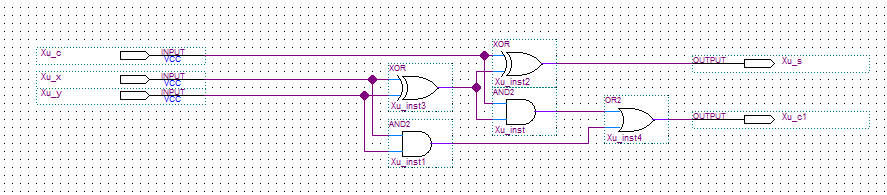 XOR
Xu_c INPUT VCC
OUTPUT Xu_s
Xu_x INPUT VCC
XOR
Xu_inst2
Xu_y INPUT VCC
AND2
Xu_inst3
OR2
OUTPUT Xu_c1
AND2
Xu_inst
Xu_inst4
Xu_inst1